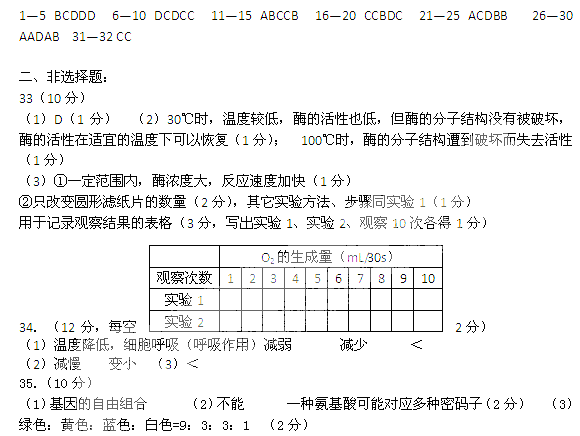 1—5 BCDDD 6—10 DCDCC 11—15 ABCCB 16—20 CCBDC 21—25 ACDBB 26—30
AADAB 31—32 CC
二、非选择题：
33（10分）
（1）D（1分） （2）30℃时，温度较低，酶的活性也低，但酶的分子结构没有被破坏，
酶的活性在适宜的温度下可以恢复（1分）； 100℃时，酶的分子结构遭到破坏而失去活性
（1分）
（3）①一定范围内，酶浓度大，反应速度加快（1分）
②只改变圆形滤纸片的数量（2分），其它实验方法、步骤同实验1（1分）
用于记录观察结果的表格（3分，写出实验1、实验2、观察10次各得1分）
O₂的生成量（mL/30s）
观察次数 1 2 3 4 5 6 7 8 9 10
实验1
实验2
34．（12分，每空 2分）
（1）温度降低，细胞呼吸（呼吸作用）减弱 减少 <
（2）减慢 变小 （3）<
35.（10分）
（1）基因的自由组合 （2）不能 一种氨基酸可能对应多种密码子（2分） （3）
绿色：黄色：蓝色：白色=9：3：3：1 （2分）